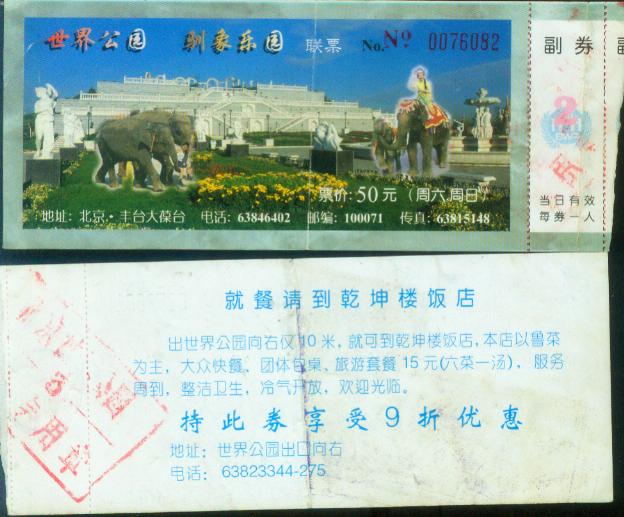 世界公园 驯象乐园 联票 No.Nº 0076082
副券
2
票价:50元(周六周日)
当日有效
每券一人
地址:北京·丰台大葆台 电话:63846402 邮编:100071 传真:63815148
就餐请到乾坤楼饭店
出世界公园向右仅10米,就可到乾坤楼饭店,本店以鲁菜
为主,大众快餐、团体包桌、旅游套餐15元(六菜一汤),服务
周到,整洁卫生,冷气开放,欢迎光临。
持此券享受9折优惠
地址:世界公园出口向右
电话:63823344-275